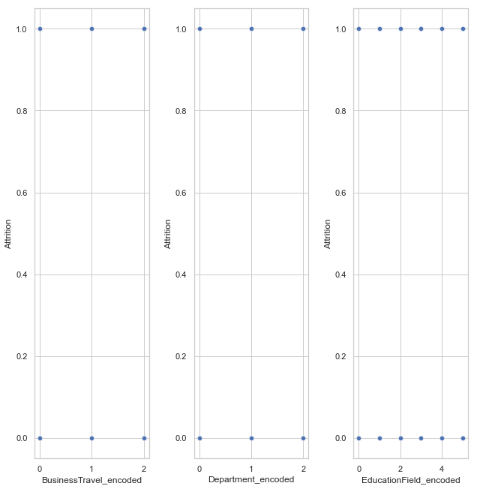 1.0
0.8
0.6
0.4
0.2
0.0
Attrition
0 1 2
BusinessTravel_encoded
1.0
0.8
0.6
0.4
0.2
0.0
Attrition
0 1 2
Department_encoded
1.0
0.8
0.6
0.4
0.2
0.0
Attrition
0 2 4
EducationField_encoded